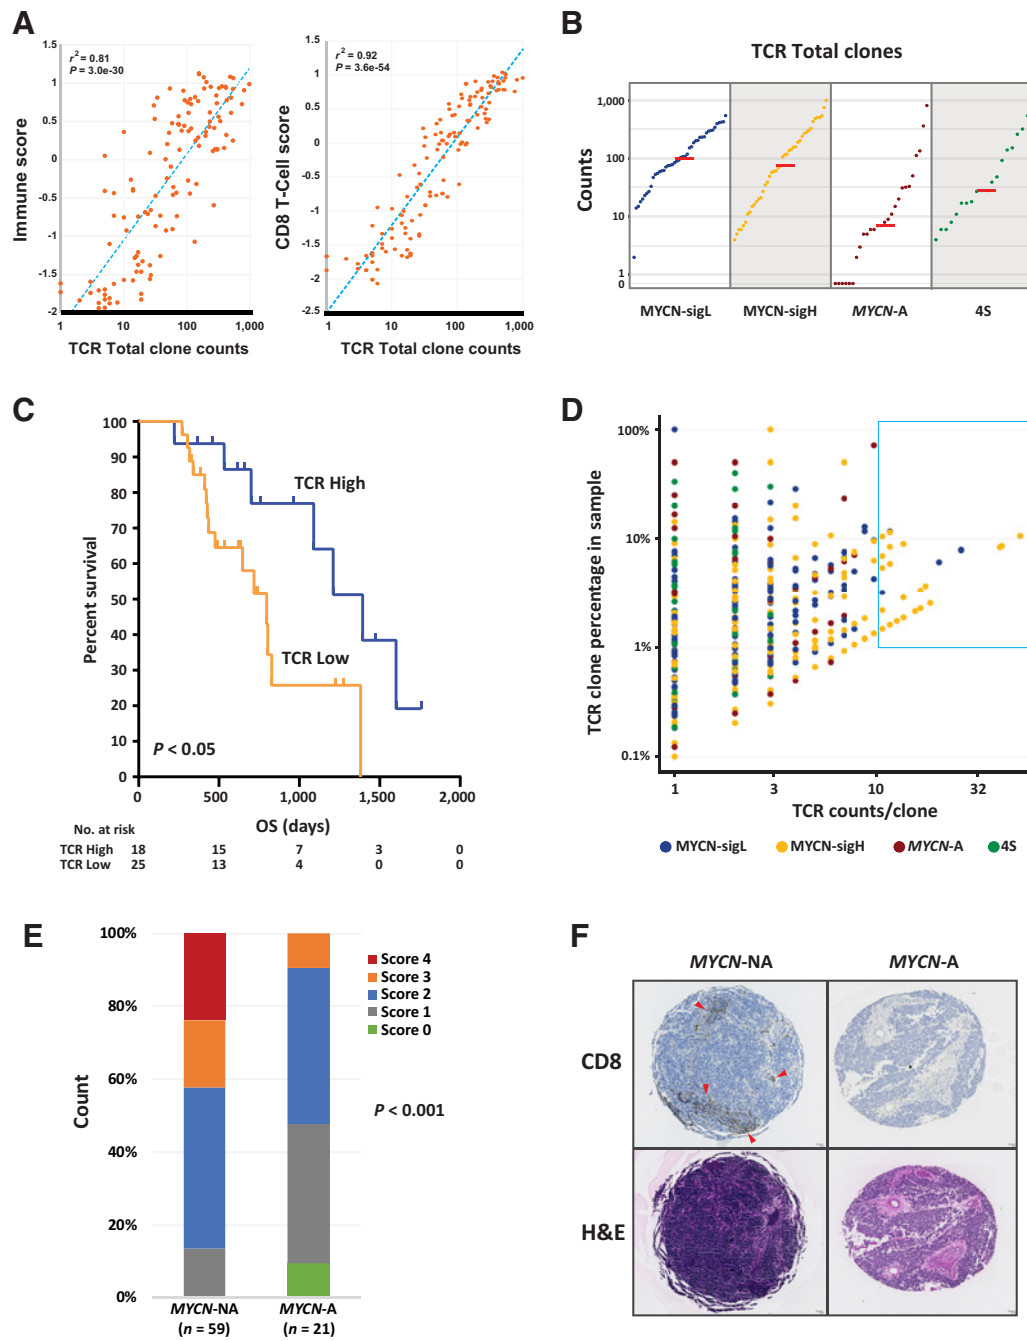 A
r² = 0.81
P = 3.0e-30
Immune score
1.5
1
0.5
0
-0.5
-1
-1.5
-2
1
10
100
1,000
TCR Total clone counts
r² = 0.92
P = 3.6e-54
CD8 T-Cell score
1.5
1
0.5
0
-0.5
-1
-1.5
-2
-2.5
1
10
100
1,000
TCR Total clone counts
B
TCR Total clones
Counts
1,000
100
10
1
0
MYCN-sigL
MYCN-sigH
MYCN-A
4S
C
Percent survival
100
90
80
70
60
50
40
30
20
10
0
TCR High
TCR Low
P < 0.05
0
500
1,000
1,500
2,000
OS (days)
No. at risk
TCR High 18 15 7 3 0
TCR Low 25 13 4 0 0
D
TCR clone percentage in sample
100%
10%
1%
0.1%
1
3
10
32
TCR counts/clone
MYCN-sigL
MYCN-sigH
MYCN-A
4S
E
Count
100%
80%
60%
40%
20%
0%
Score 4
Score 3
Score 2
Score 1
Score 0
P < 0.001
MYCN-NA
(n = 59)
MYCN-A
(n = 21)
F
MYCN-NA
MYCN-A
CD8
H&E